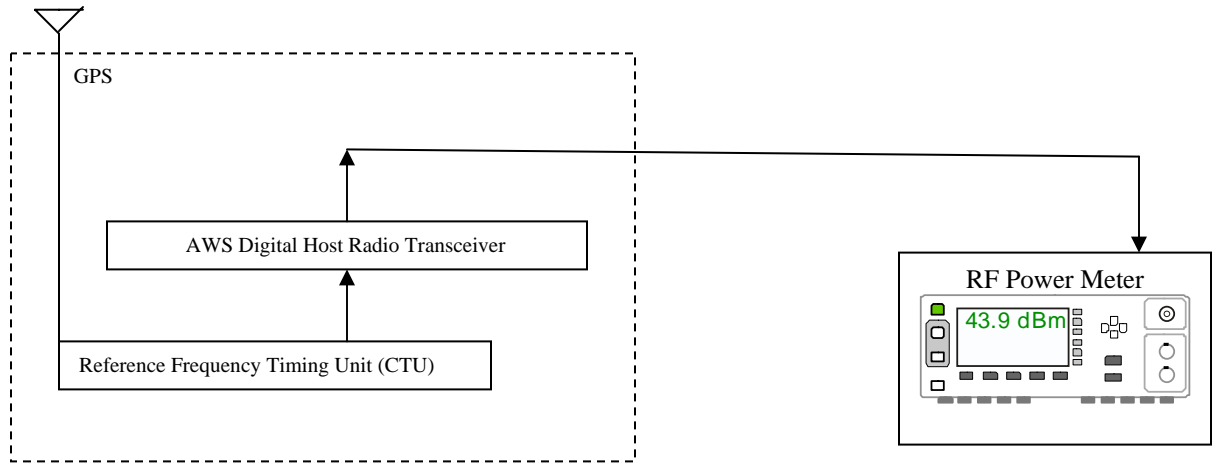 GPS
AWS Digital Host Radio Transceiver
RF Power Meter
43.9 dBm
Reference Frequency Timing Unit (CTU)